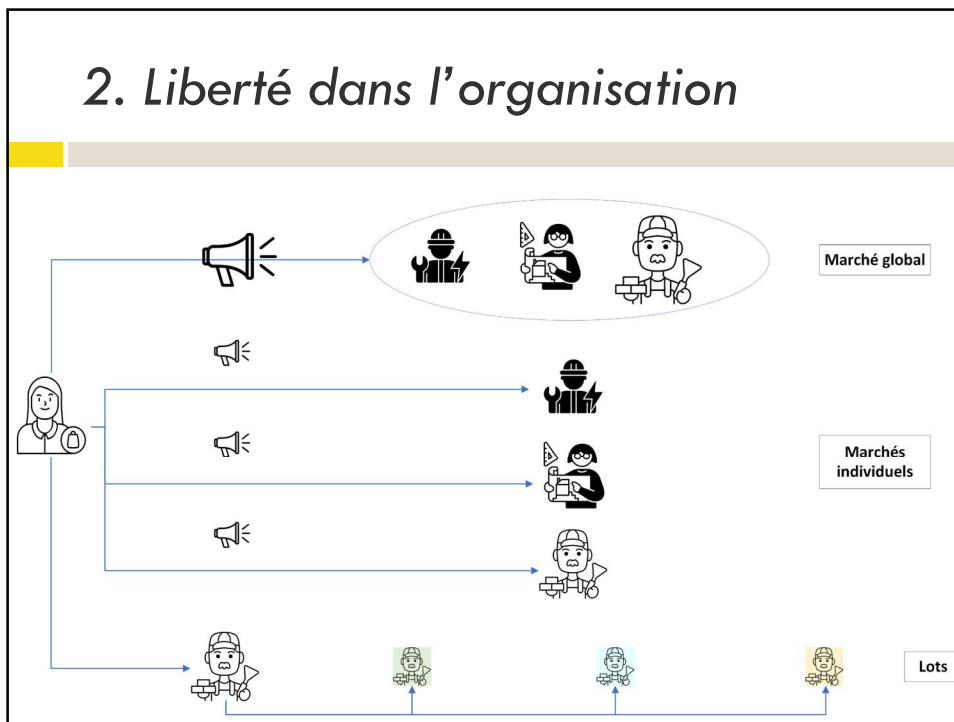 2. Liberté dans l'organisation
Marché global
Marchés
individuels
Lots